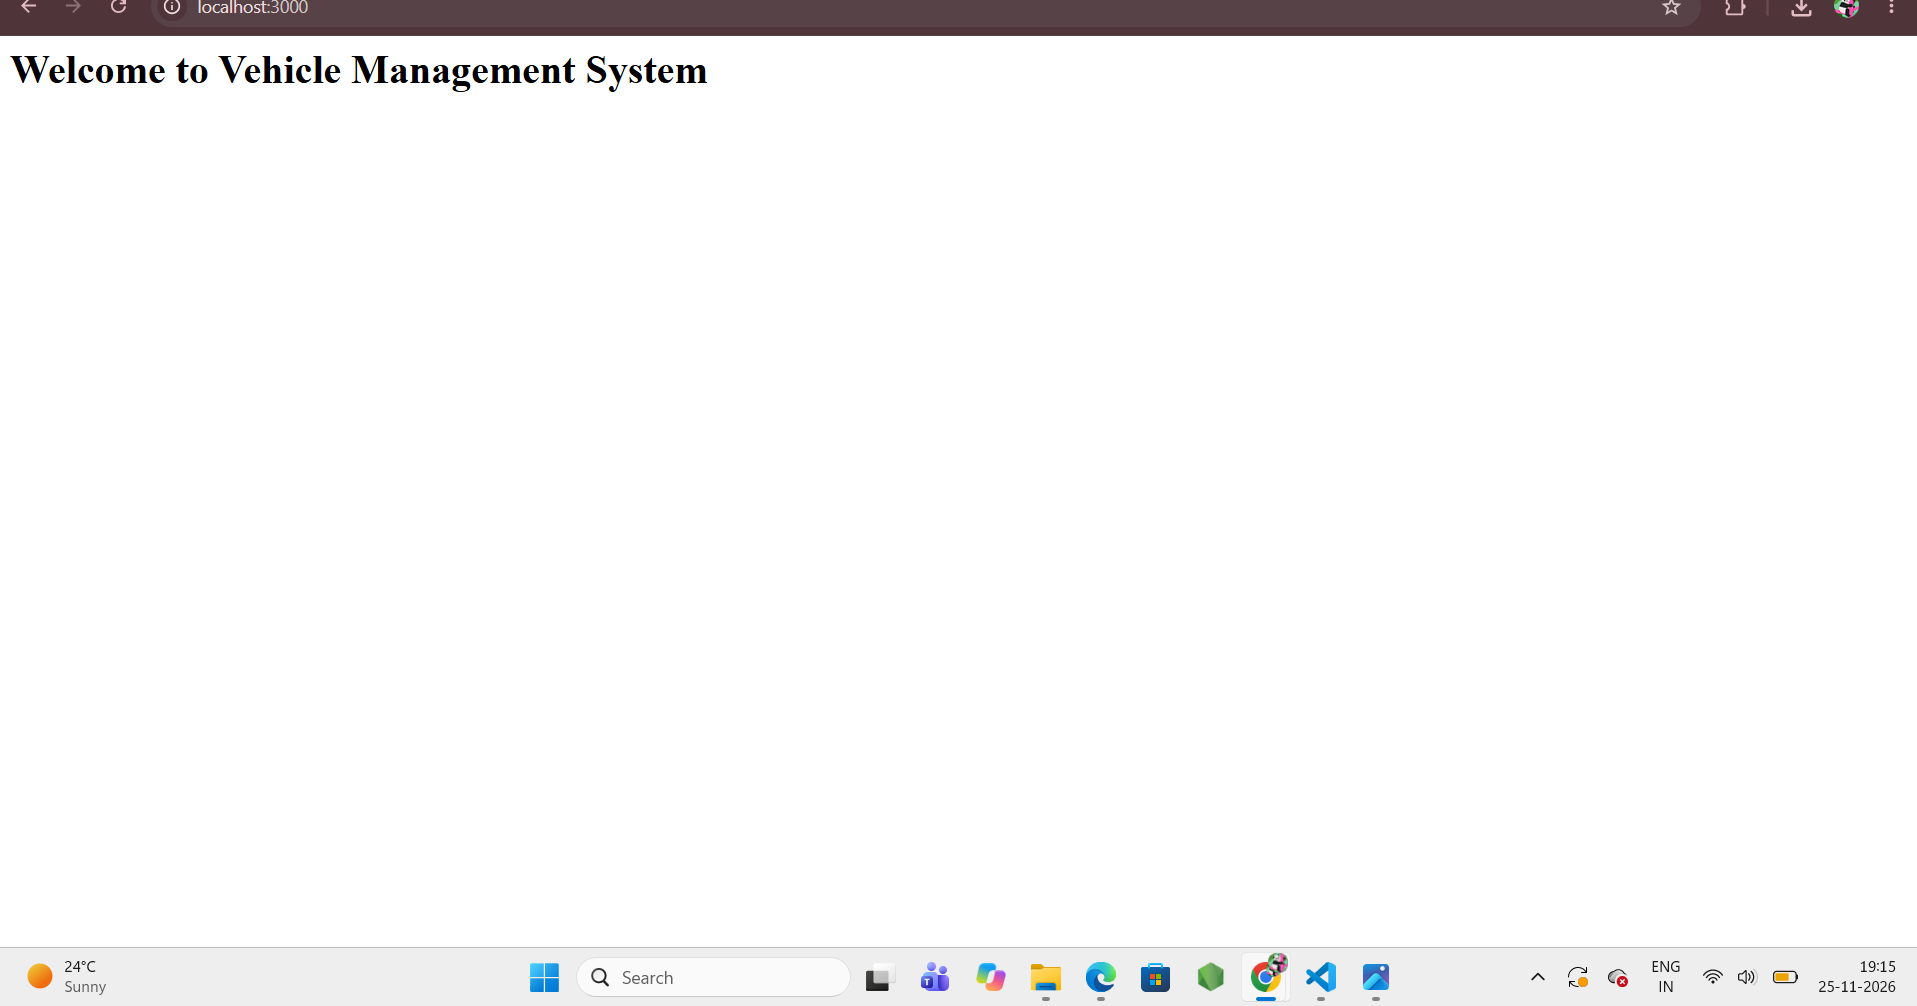 localhost:3000
Welcome to Vehicle Management System
24°C
Sunny
Search
ENG
IN
19:15
25-11-2026